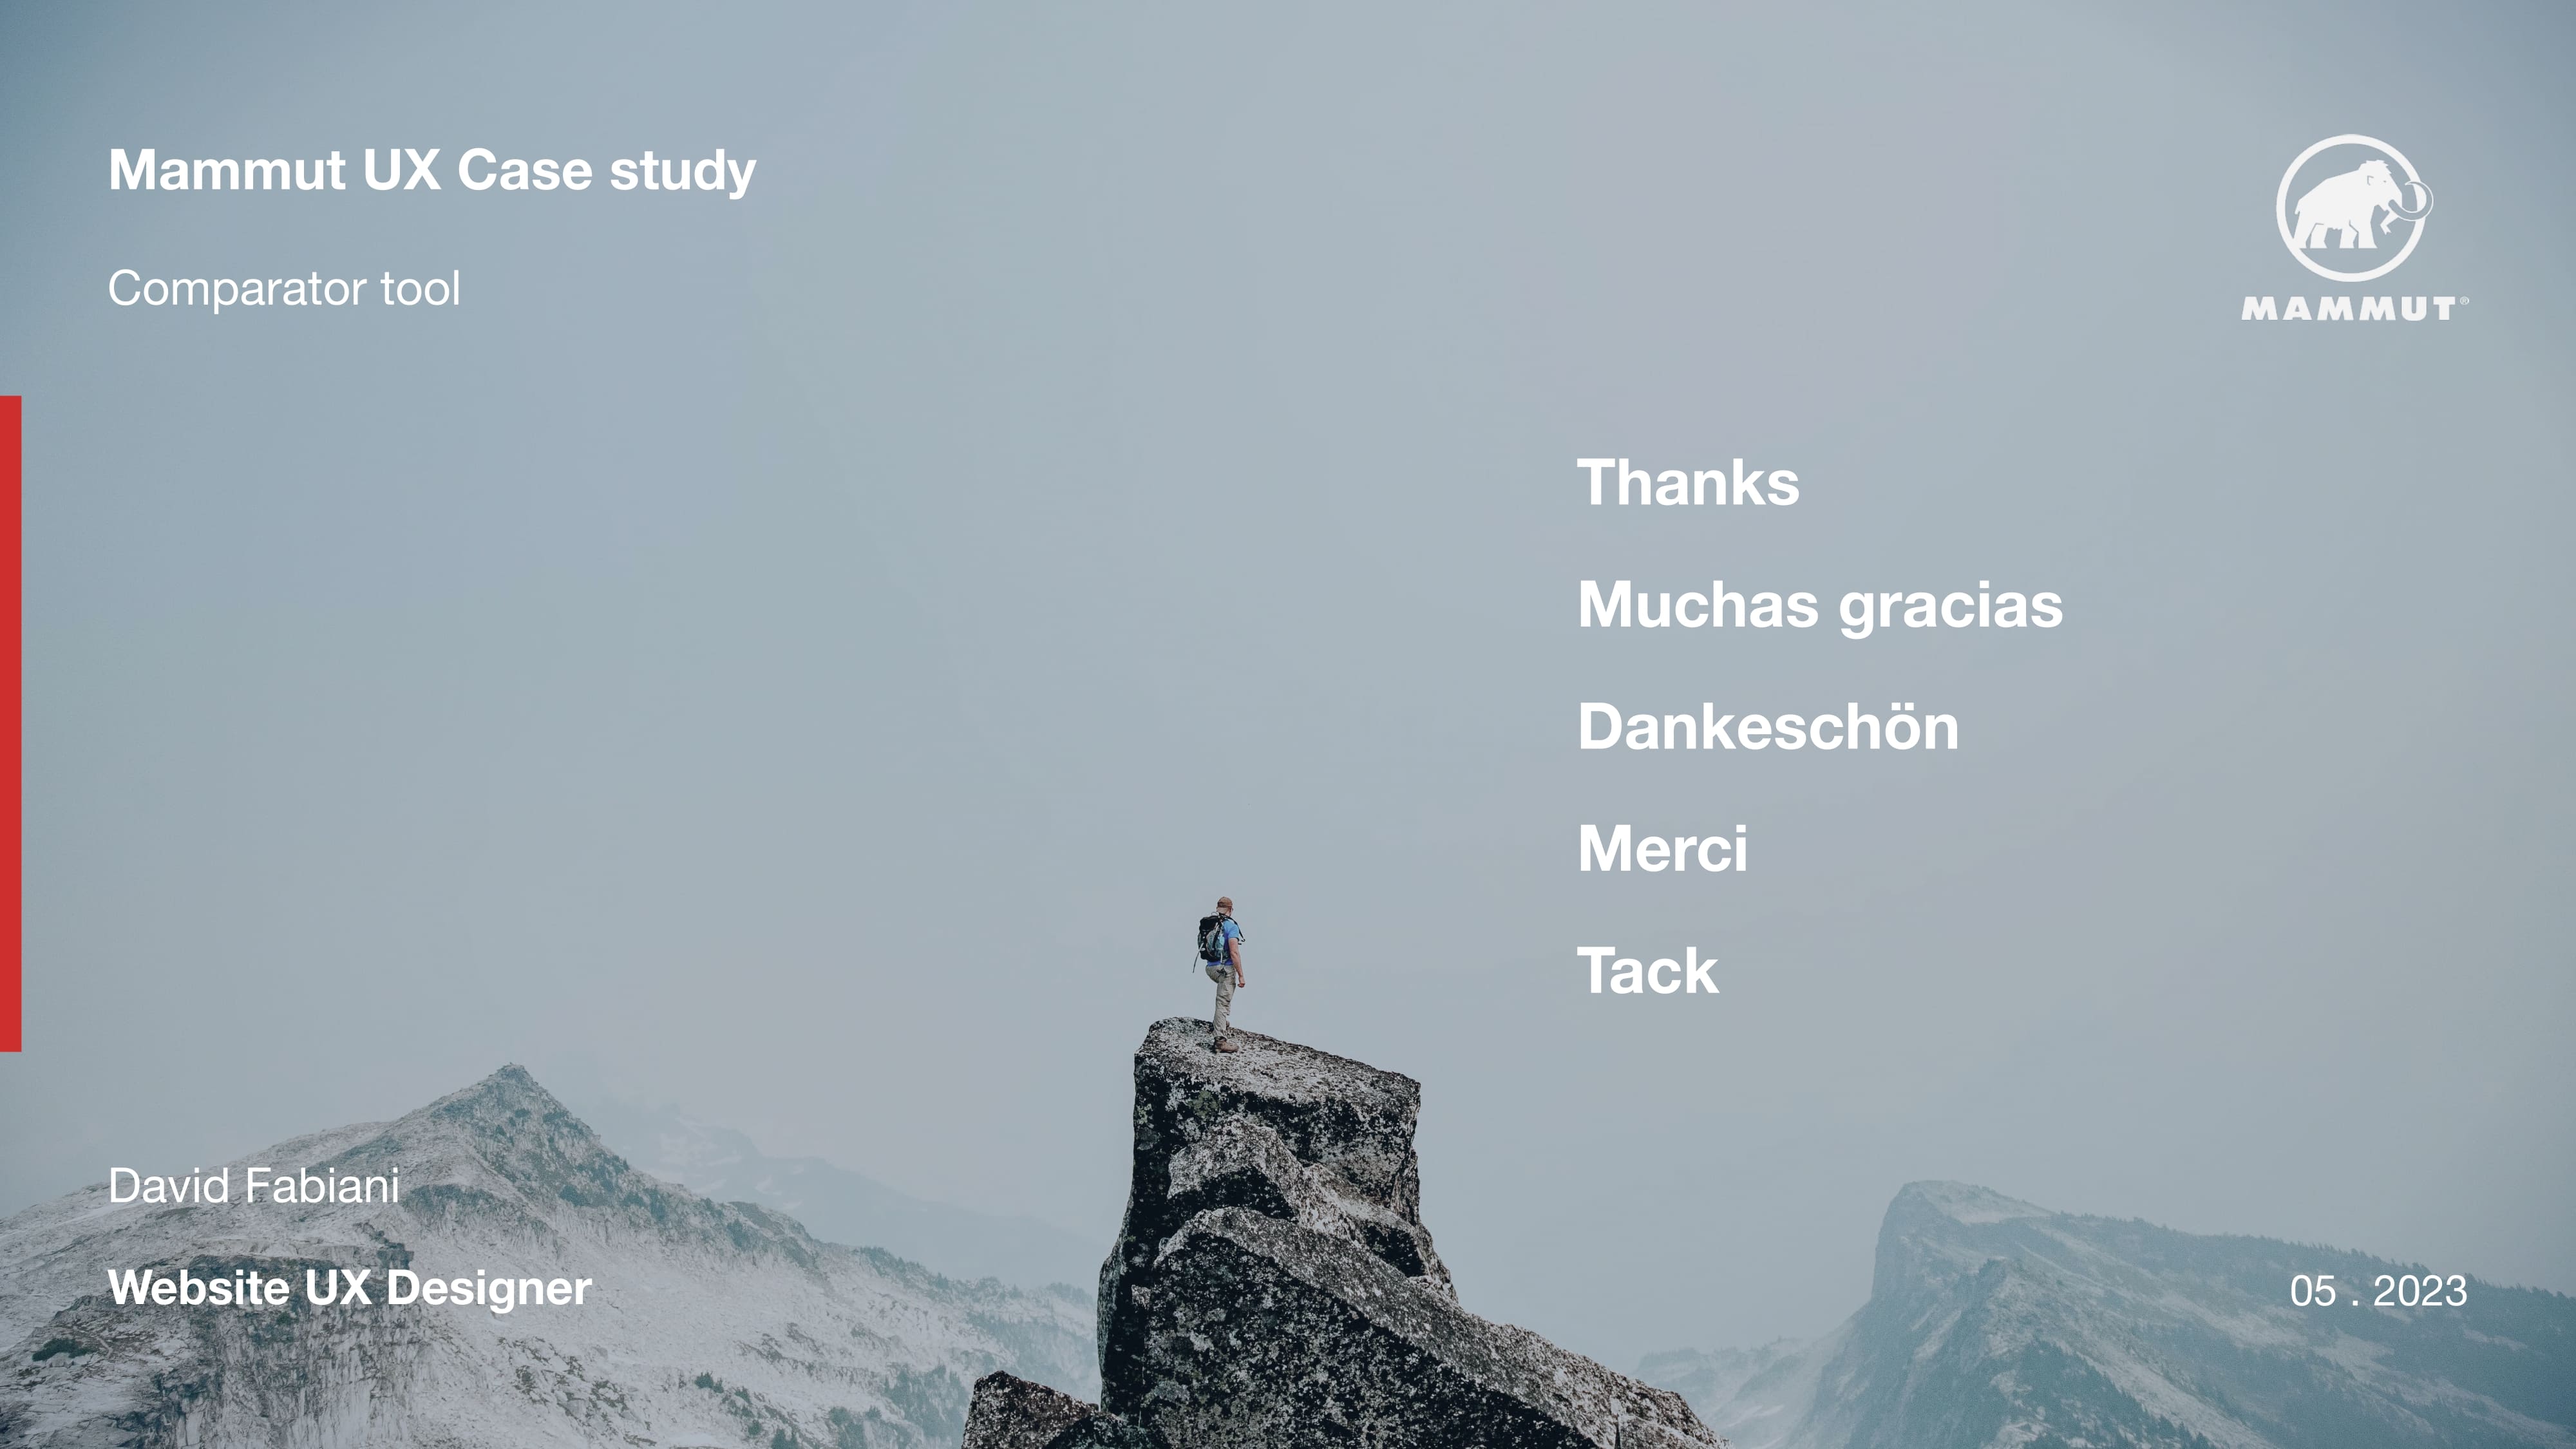 Mammut UX Case study
Comparator tool
MAMMUT®
Thanks
Muchas gracias
Dankeschön
Merci
Tack
David Fabiani
Website UX Designer
05 . 2023